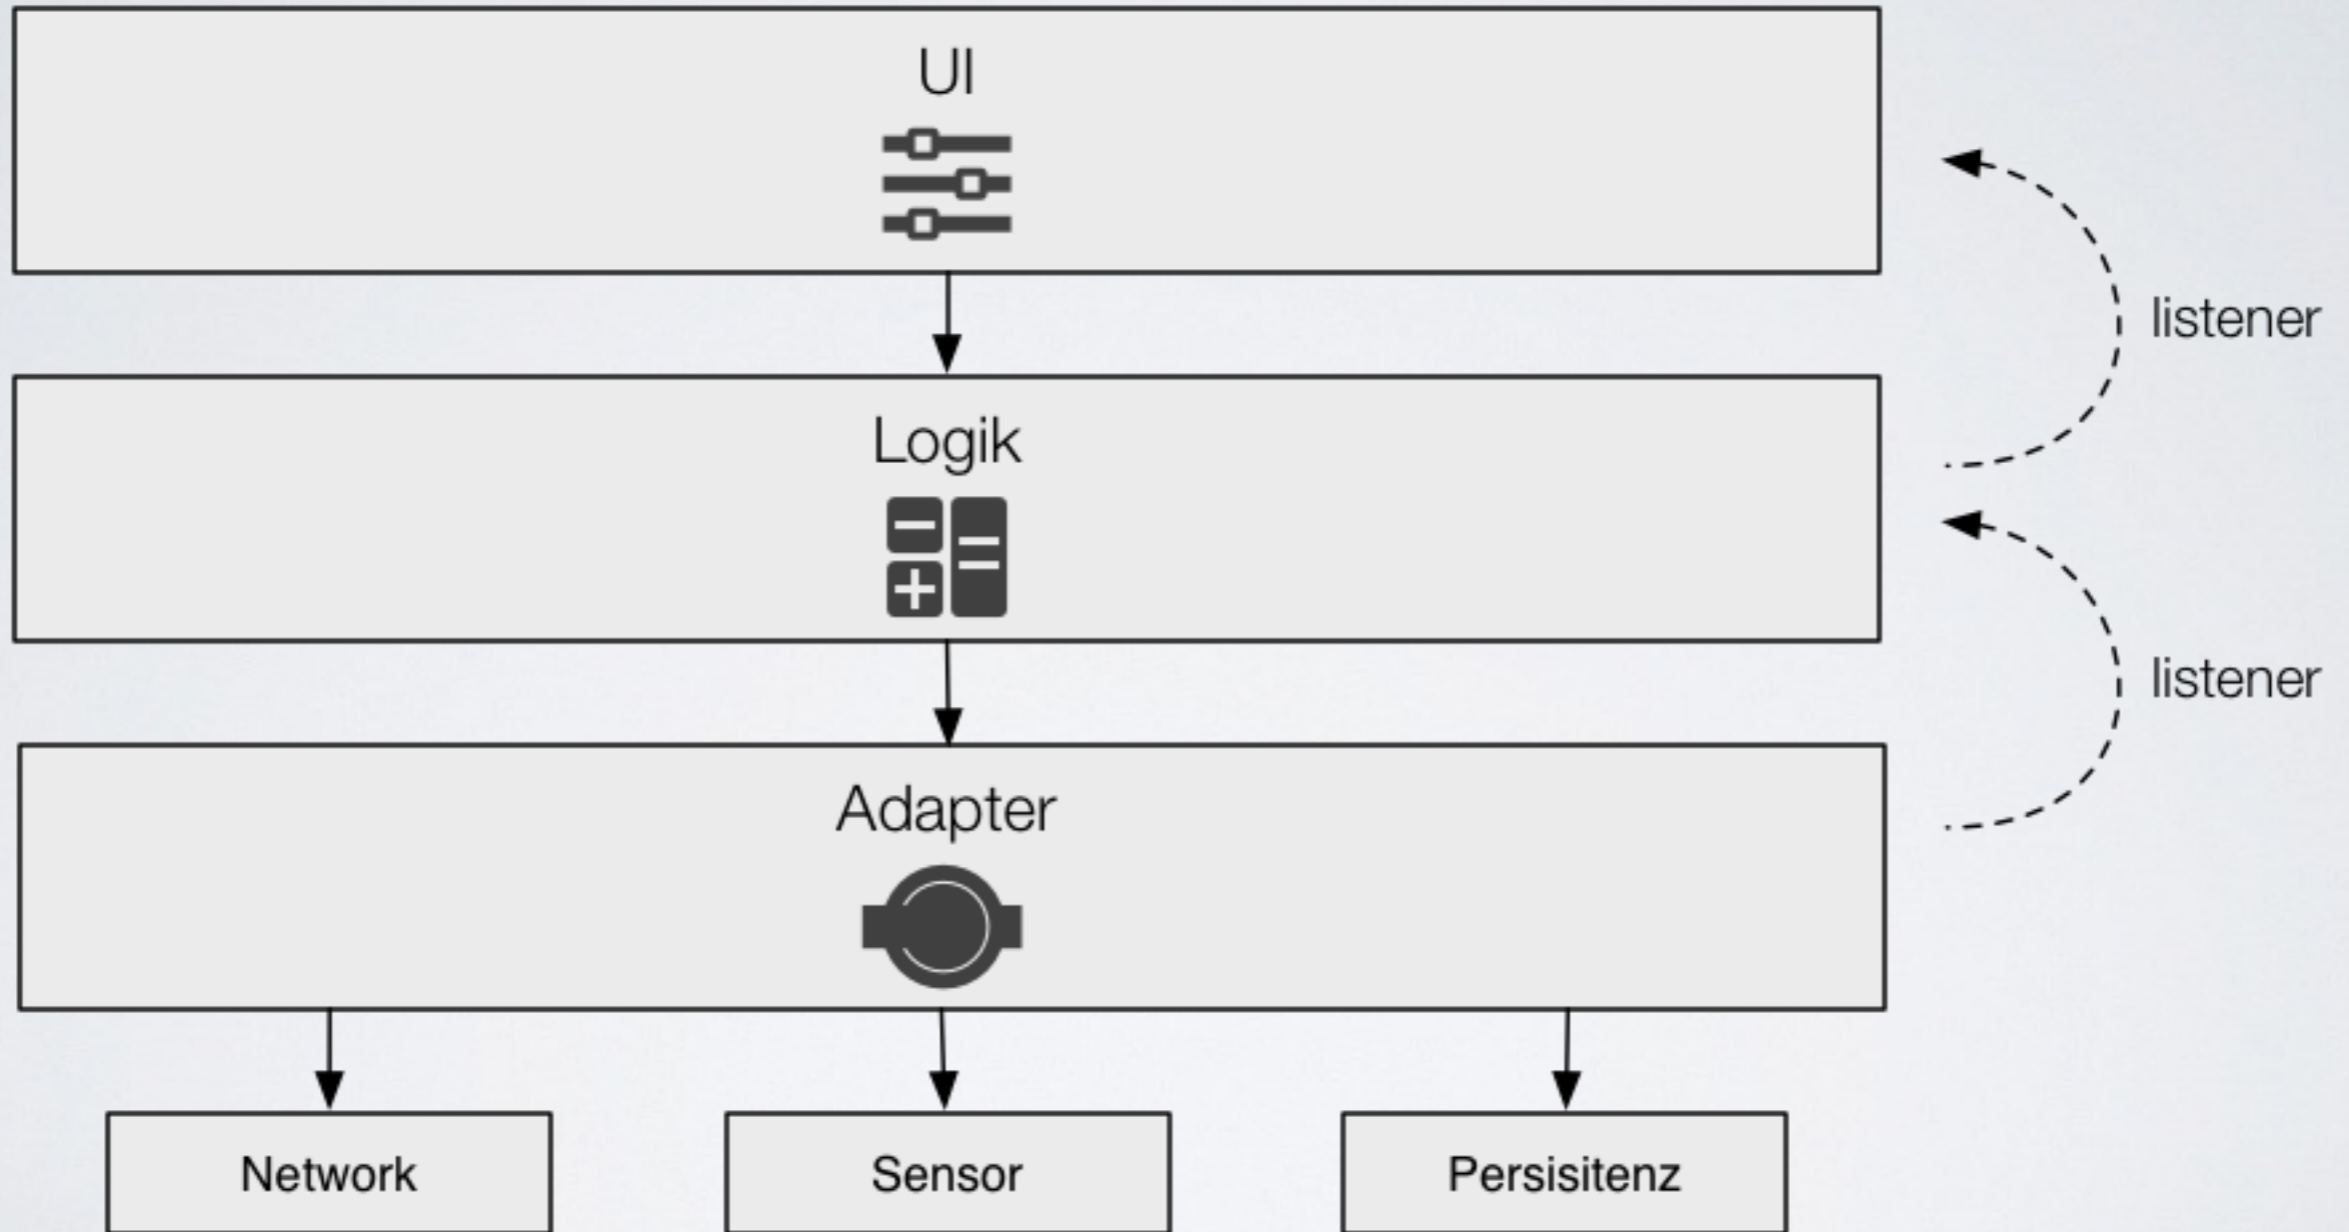 UI
listener
Logik
listener
Adapter
Network
Sensor
Persisitenz